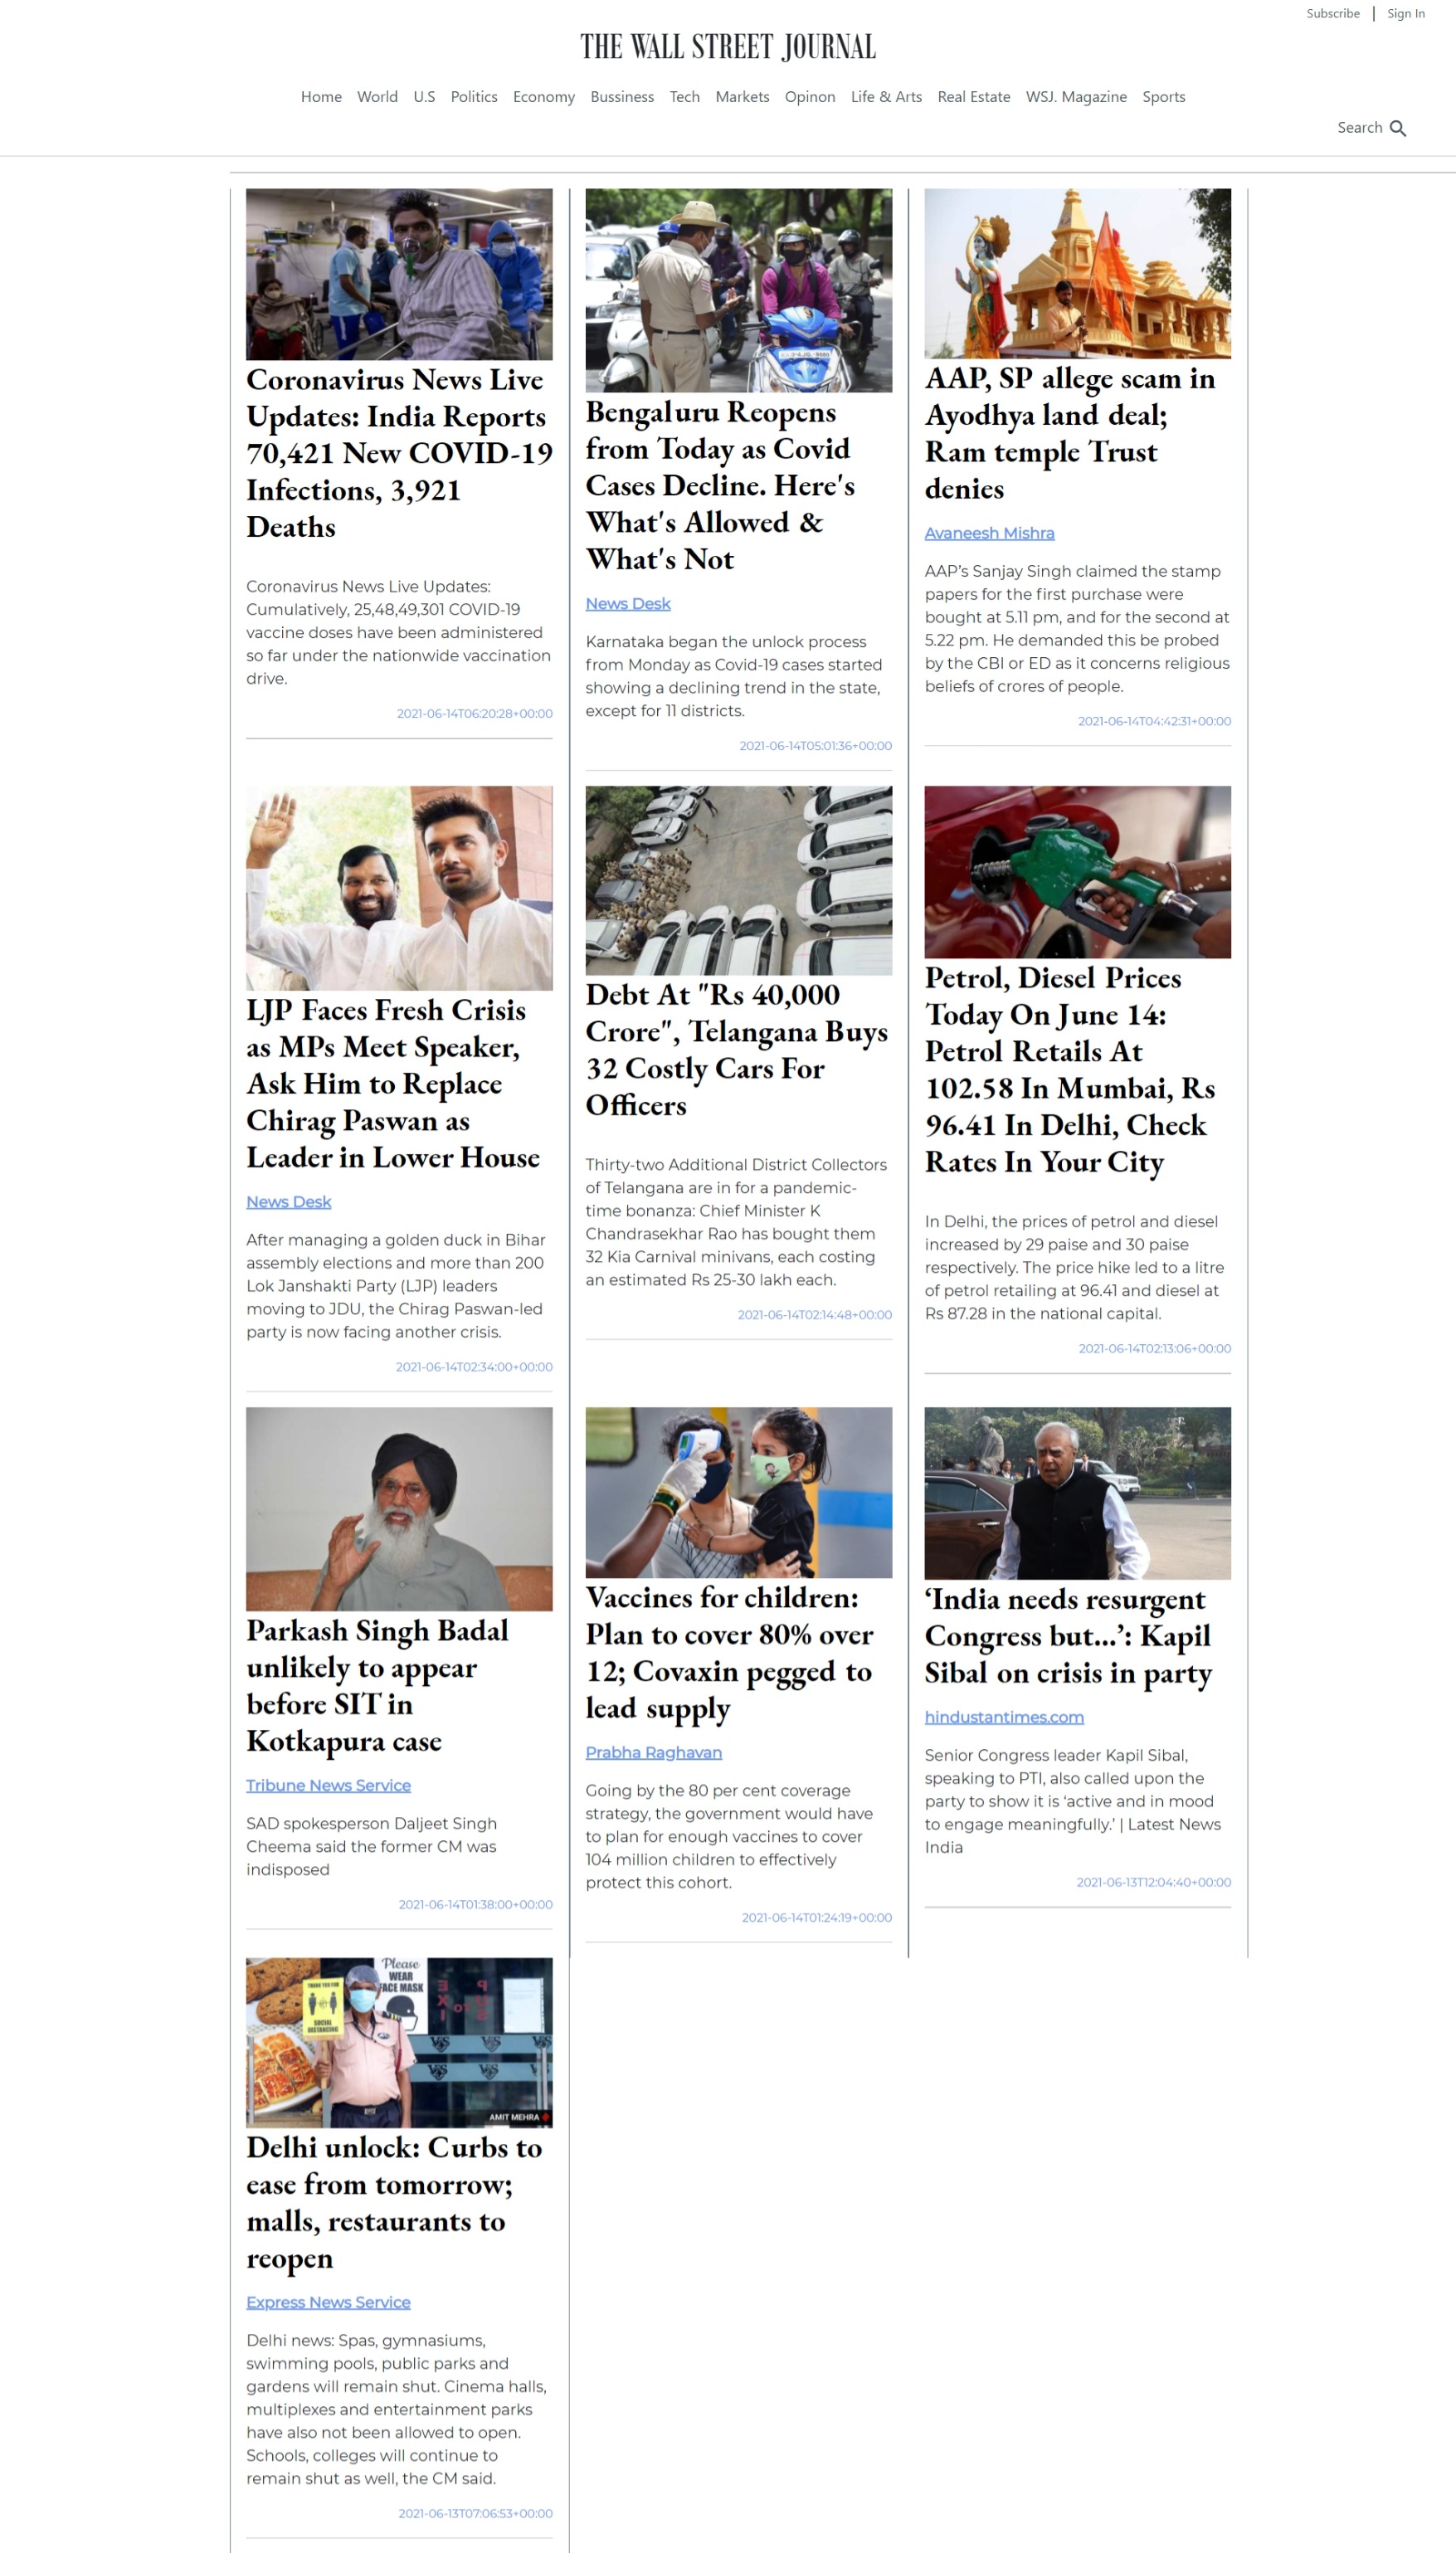 Subscribe | Sign In
THE WALL STREET JOURNAL
Home World U.S Politics Economy Bussiness Tech Markets Opinon Life & Arts Real Estate WSJ. Magazine Sports
Search
Coronavirus News Live
Updates: India Reports
70,421 New COVID-19
Infections, 3,921
Deaths
Coronavirus News Live Updates:
Cumulatively, 25,48,49,301 COVID-19
vaccine doses have been administered
so far under the nationwide vaccination
drive.
2021-06-14T06:20:28+00:00
Bengaluru Reopens
from Today as Covid
Cases Decline. Here's
What's Allowed &
What's Not
News Desk
Karnataka began the unlock process
from Monday as Covid-19 cases started
showing a declining trend in the state,
except for 11 districts.
2021-06-14T05:01:36+00:00
AAP, SP allege scam in
Ayodhya land deal;
Ram temple Trust
denies
Avaneesh Mishra
AAP’s Sanjay Singh claimed the stamp
papers for the first purchase were
bought at 5.11 pm, and for the second at
5.22 pm. He demanded this be probed
by the CBI or ED as it concerns religious
beliefs of crores of people.
2021-06-14T04:42:31+00:00
LJP Faces Fresh Crisis
as MPs Meet Speaker,
Ask Him to Replace
Chirag Paswan as
Leader in Lower House
News Desk
After managing a golden duck in Bihar
assembly elections and more than 200
Lok Janshakti Party (LJP) leaders
moving to JDU, the Chirag Paswan-led
party is now facing another crisis.
2021-06-14T02:34:00+00:00
Debt At "Rs 40,000
Crore", Telangana Buys
32 Costly Cars For
Officers
Thirty-two Additional District Collectors
of Telangana are in for a pandemic-
time bonanza: Chief Minister K
Chandrasekhar Rao has bought them
32 Kia Carnival minivans, each costing
an estimated Rs 25-30 lakh each.
2021-06-14T02:14:48+00:00
Petrol, Diesel Prices
Today On June 14:
Petrol Retails At
102.58 In Mumbai, Rs
96.41 In Delhi, Check
Rates In Your City
In Delhi, the prices of petrol and diesel
increased by 29 paise and 30 paise
respectively. The price hike led to a litre
of petrol retailing at 96.41 and diesel at
Rs 87.28 in the national capital.
2021-06-14T02:13:06+00:00
Parkash Singh Badal
unlikely to appear
before SIT in
Kotkapura case
Tribune News Service
SAD spokesperson Daljeet Singh
Cheema said the former CM was
indisposed
2021-06-14T01:38:00+00:00
Vaccines for children:
Plan to cover 80% over
12; Covaxin pegged to
lead supply
Prabha Raghavan
Going by the 80 per cent coverage
strategy, the government would have
to plan for enough vaccines to cover
104 million children to effectively
protect this cohort.
2021-06-14T01:24:19+00:00
‘India needs resurgent
Congress but...’: Kapil
Sibal on crisis in party
hindustantimes.com
Senior Congress leader Kapil Sibal,
speaking to PTI, also called upon the
party to show it is ‘active and in mood
to engage meaningfully.’ | Latest News
India
2021-06-13T12:04:40+00:00
Please
WEAR
FACE MASK
THANK YOU FOR
SOCIAL
DISTANCING
AMIT MEHRA
Delhi unlock: Curbs to
ease from tomorrow;
malls, restaurants to
reopen
Express News Service
Delhi news: Spas, gymnasiums,
swimming pools, public parks and
gardens will remain shut. Cinema halls,
multiplexes and entertainment parks
have also not been allowed to open.
Schools, colleges will continue to
remain shut as well, the CM said.
2021-06-13T07:06:53+00:00